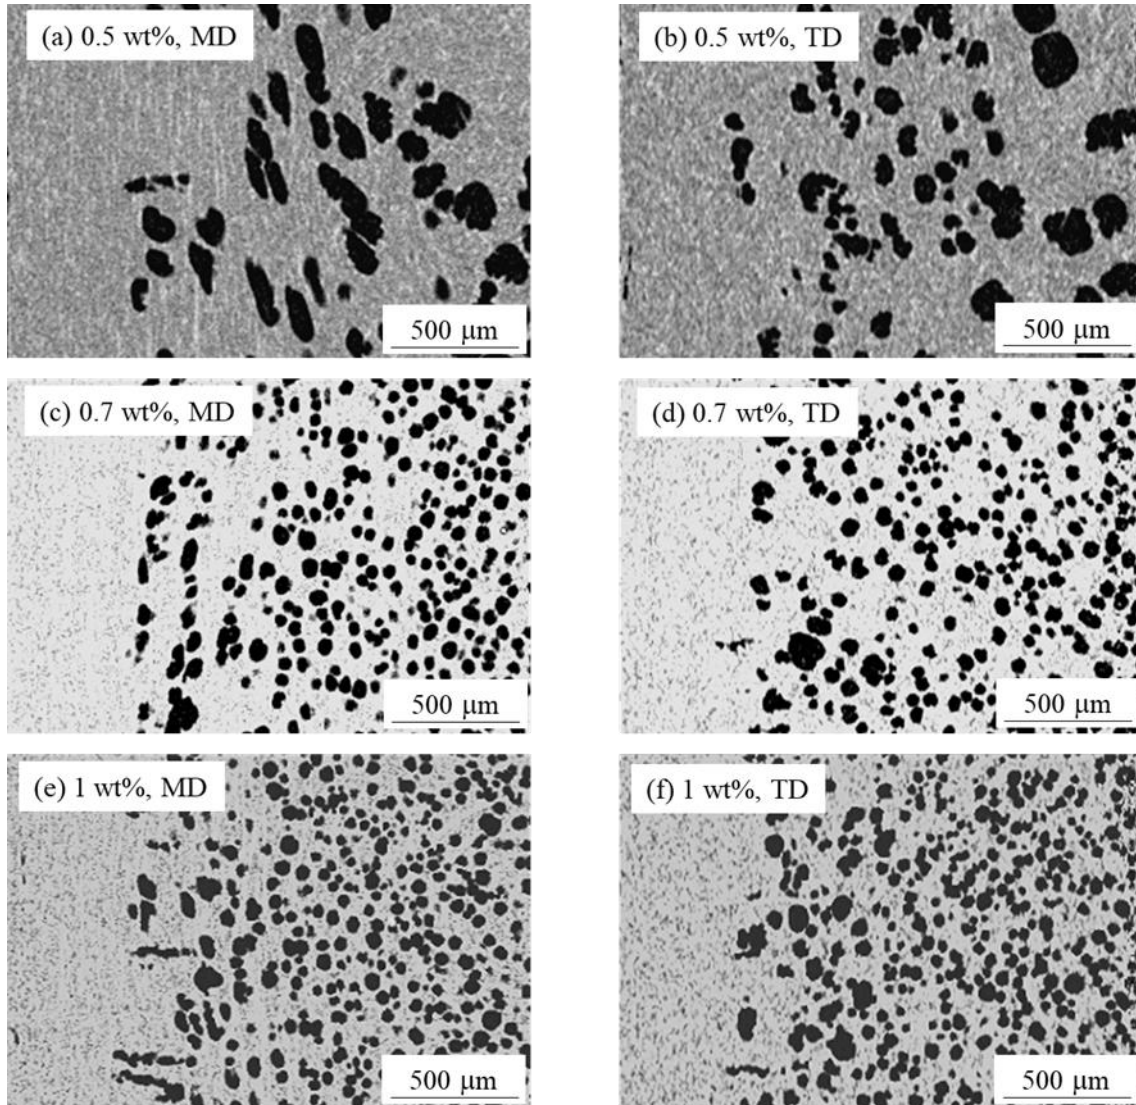 (a) 0.5 wt%, MD
(b) 0.5 wt%, TD
500 μm
500 μm
(c) 0.7 wt%, MD
(d) 0.7 wt%, TD
500 μm
500 μm
(e) 1 wt%, MD
(f) 1 wt%, TD
500 μm
500 μm